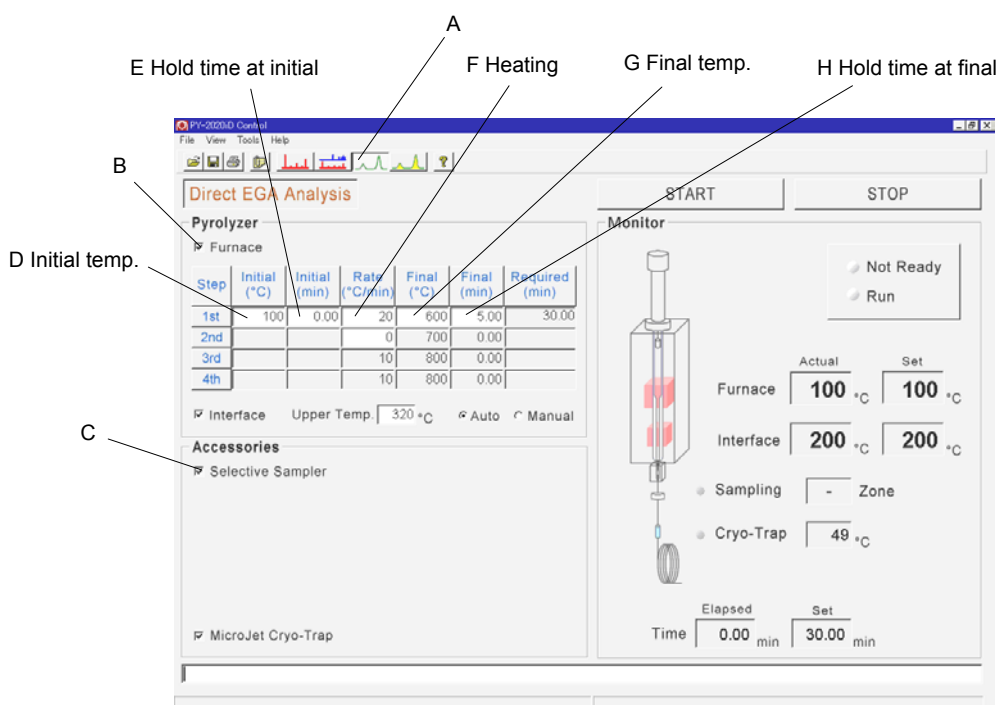 A
E Hold time at initial
F Heating
G Final temp.
H Hold time at final
PY-2020iD Control
File View Tools Help
B
Direct EGA Analysis
START
STOP
Pyrolyzer
Monitor
Furnace
Not Ready
Run
D Initial temp.
Step Initial (°C) Initial (min) Rate (°C/min) Final (°C) Final (min) Required (min)
1st 100 0.00 20 600 5.00 30.00
2nd 0 700 0.00
3rd 10 800 0.00
4th 10 800 0.00
Actual Set
Furnace 100 °C 100 °C
Interface Upper Temp. 320 °C Auto Manual
Interface 200 °C 200 °C
C
Accessories
Selective Sampler
Sampling - Zone
Cryo-Trap 49 °C
MicroJet Cryo-Trap
Elapsed Set
Time 0.00 min 30.00 min